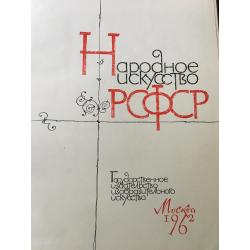 Народное
искусство
РСФСР
Государственное
издательство
изобразительного
искусства
Москва
1962